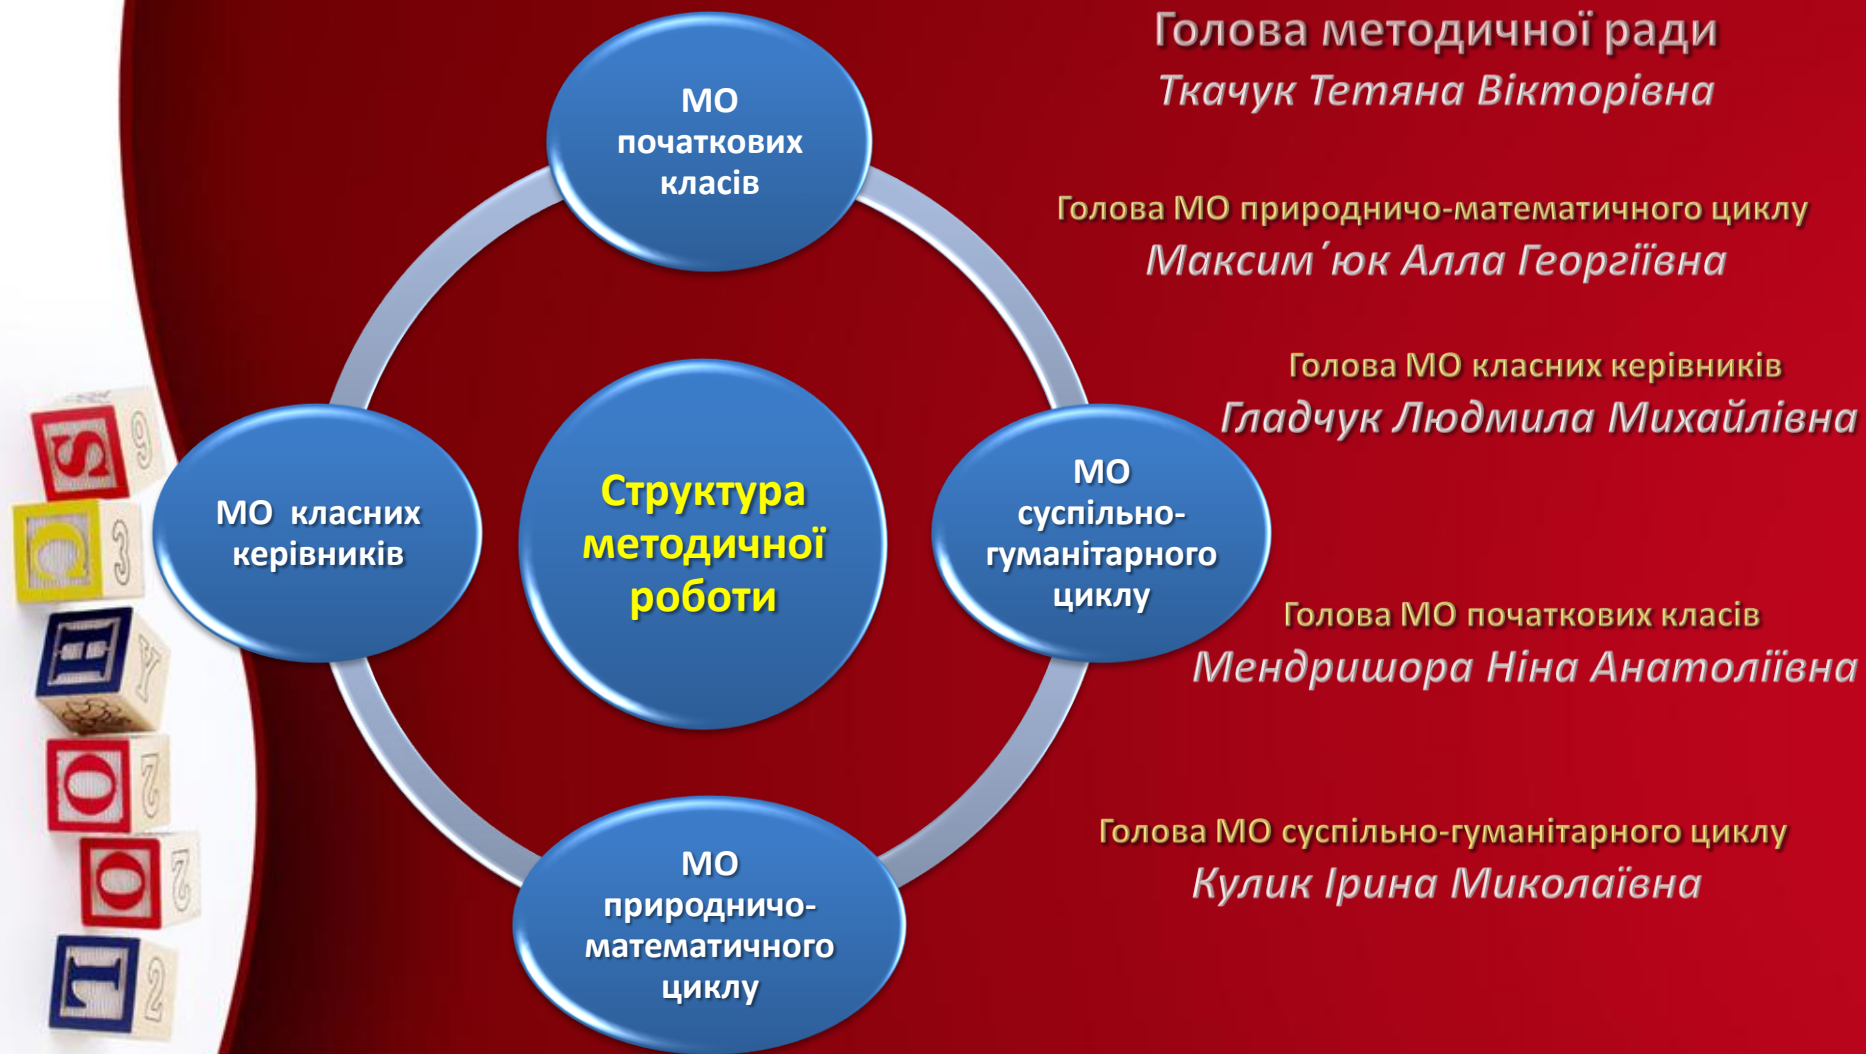 МО
початкових
класів
МО класних
керівників
Структура
методичної
роботи
МО
суспільно-
гуманітарного
циклу
МО
природничо-
математичного
циклу
Голова методичної ради
Ткачук Тетяна Вікторівна
Голова МО природничо-математичного циклу
Максим´юк Алла Георгіївна
Голова МО класних керівників
Гладчук Людмила Михайлівна
Голова МО початкових класів
Мендришора Ніна Анатоліївна
Голова МО суспільно-гуманітарного циклу
Кулик Ірина Миколаївна
S
C
H
O
O
L